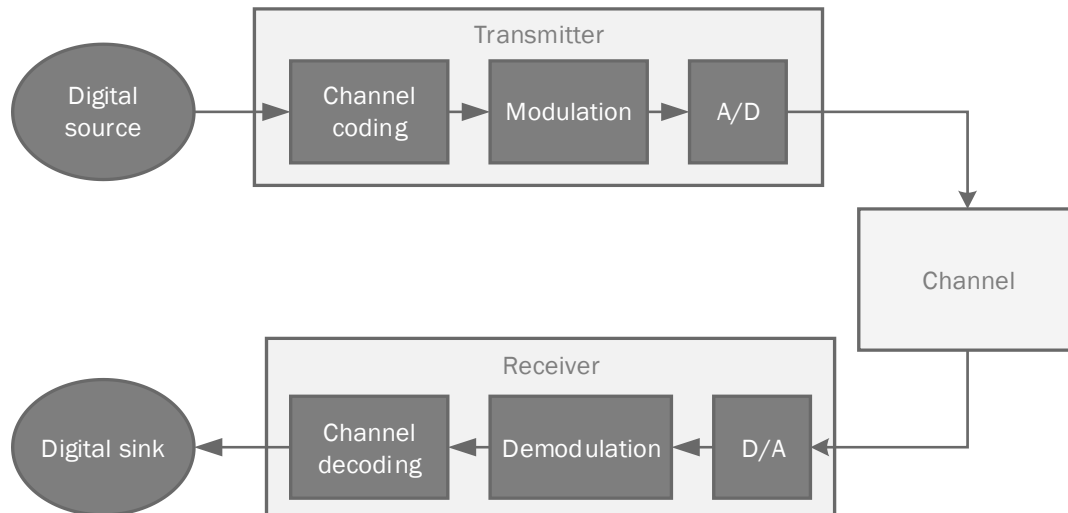 Transmitter
Digital
source
Channel
coding
Modulation
A/D
Channel
Receiver
Digital sink
Channel
decoding
Demodulation
D/A